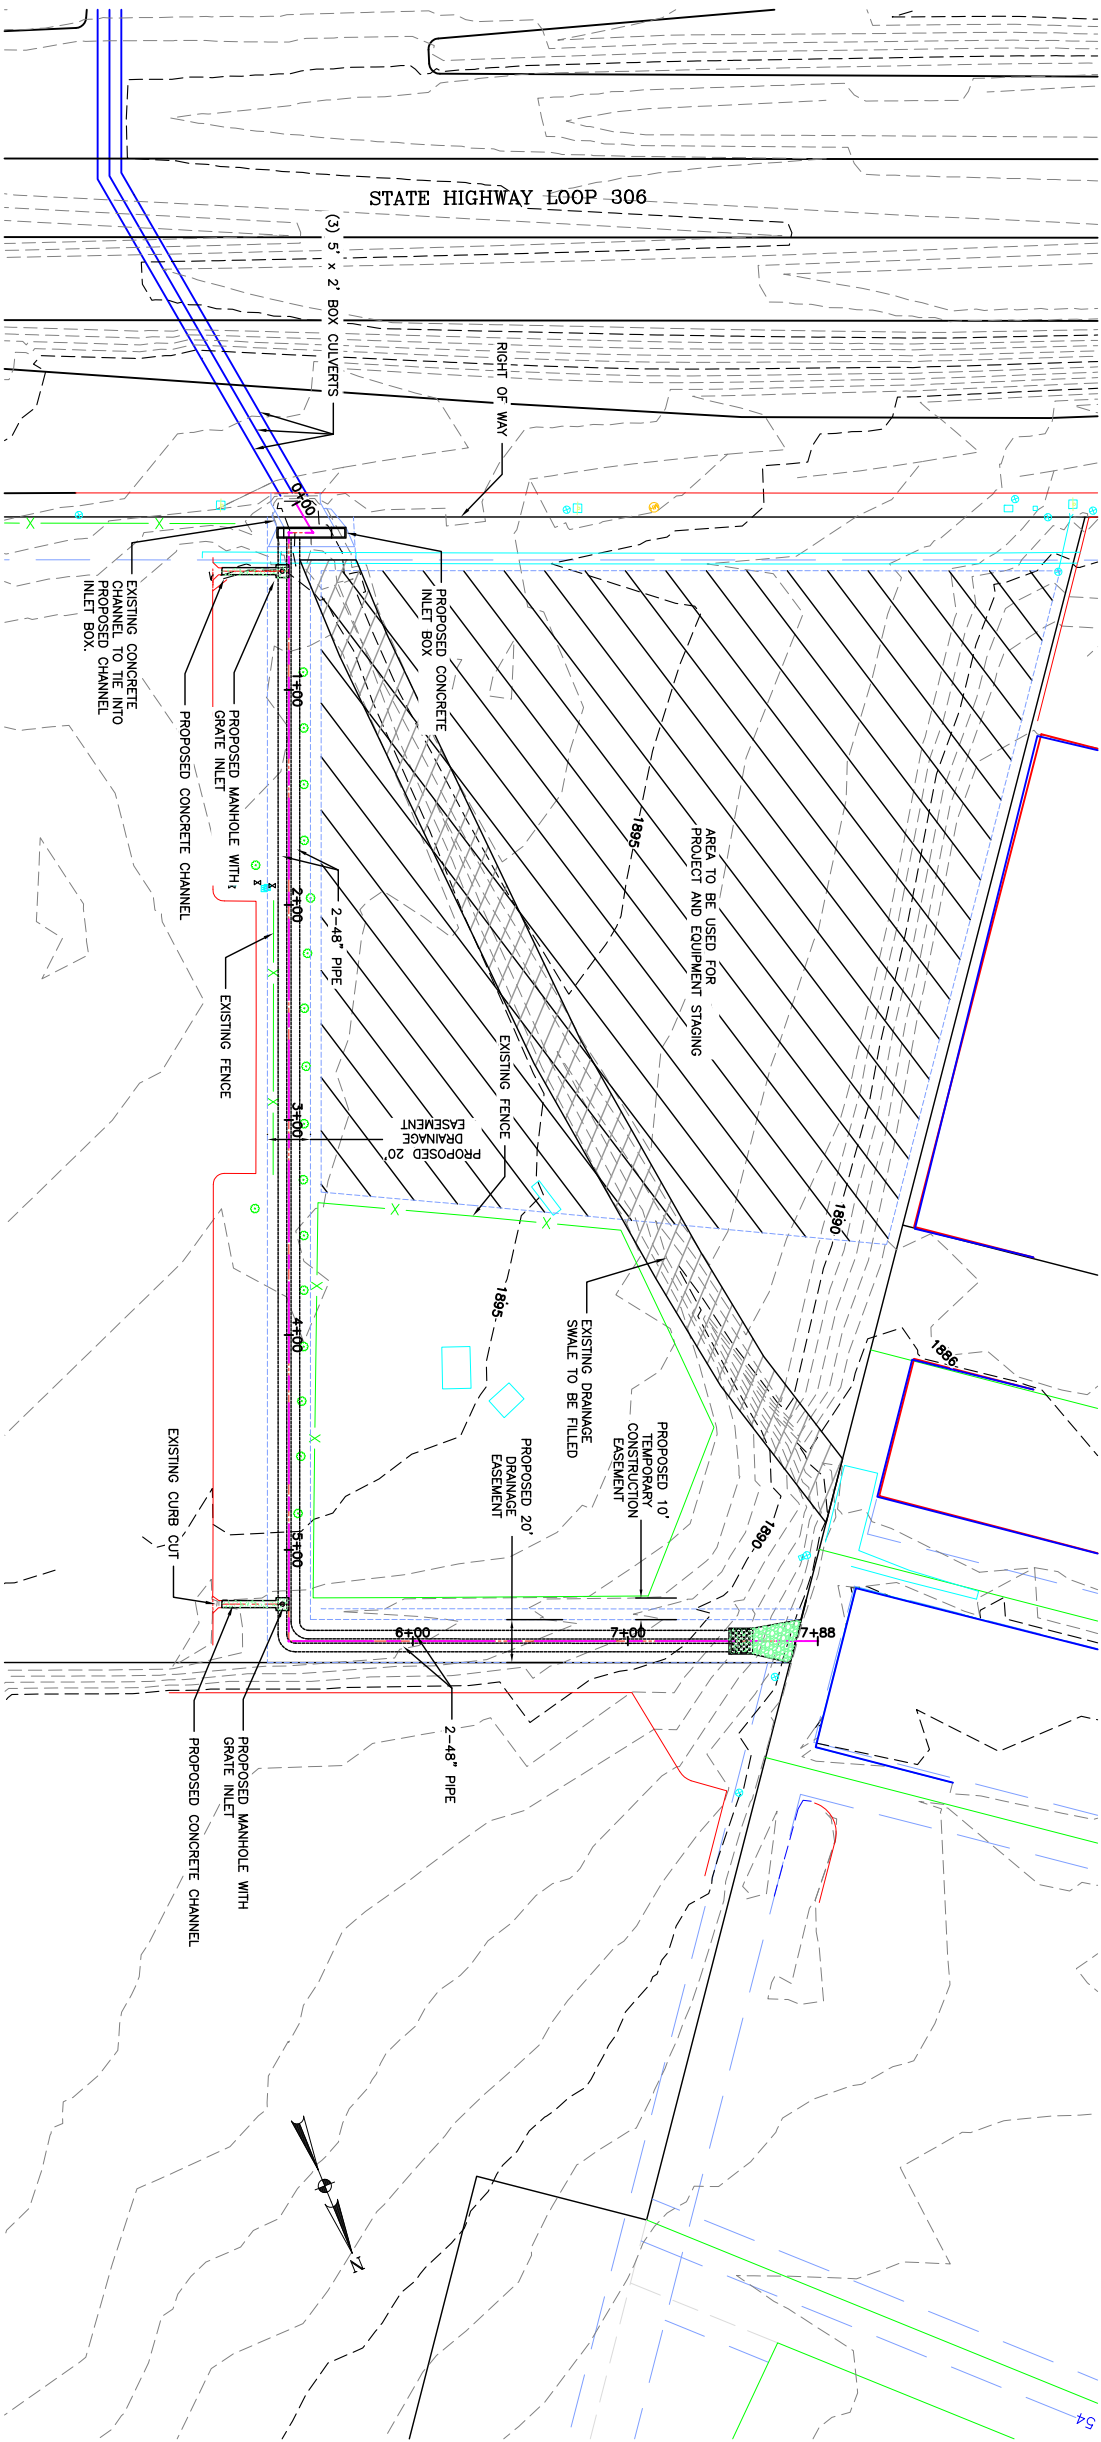 STATE HIGHWAY LOOP 306
(3) 5' x 2' BOX CULVERTS
RIGHT OF WAY
0+00
EXISTING CONCRETE
CHANNEL TO TIE INTO
PROPOSED CHANNEL
INLET BOX.
PROPOSED CONCRETE
INLET BOX
1+00
PROPOSED MANHOLE WITH
GRATE INLET
PROPOSED CONCRETE CHANNEL
1895
AREA TO BE USED FOR
PROJECT AND EQUIPMENT STAGING
2+00
2-48" PIPE
EXISTING FENCE
EXISTING FENCE
3+00
PROPOSED 20'
DRAINAGE
EASEMENT
1890
1895
4+00
EXISTING DRAINAGE
SWALE TO BE FILLED
1886
PROPOSED 10'
TEMPORARY
CONSTRUCTION
EASEMENT
PROPOSED 20'
DRAINAGE
EASEMENT
1890
EXISTING CURB CUT
5+00
6+00
7+00
7+88
2-48" PIPE
PROPOSED MANHOLE WITH
GRATE INLET
PROPOSED CONCRETE CHANNEL
N
54